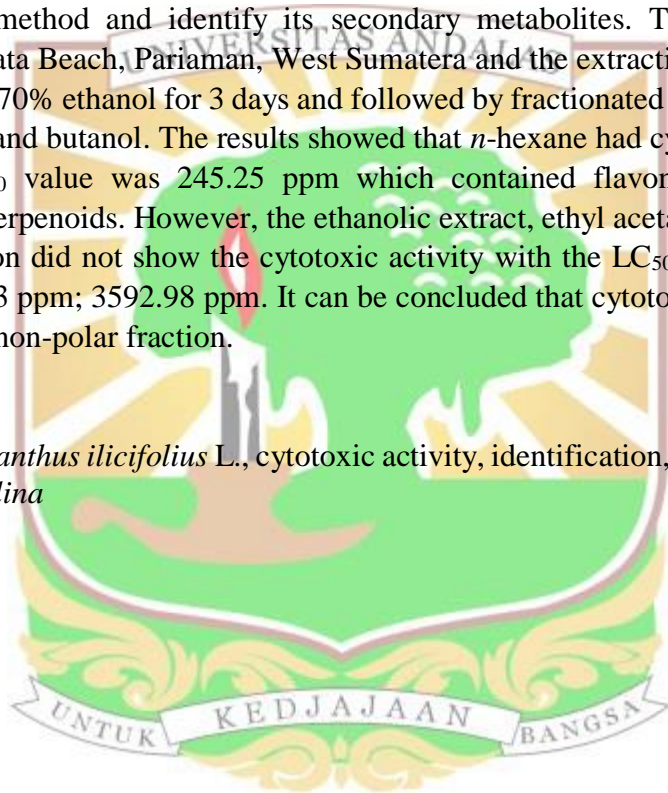 method and identify its secondary metabolites. T
UNIVERSITAS ANDALAS
ata Beach, Pariaman, West Sumatera and the extracti
70% ethanol for 3 days and followed by fractionated
and butanol. The results showed that n-hexane had cy
0 value was 245.25 ppm which contained flavon
erpenoids. However, the ethanolic extract, ethyl aceta
on did not show the cytotoxic activity with the LC50
3 ppm; 3592.98 ppm. It can be concluded that cytoto
non-polar fraction.
anthus ilicifolius L., cytotoxic activity, identification,
lina
UNTUK KEDJAJAAN BANGSA